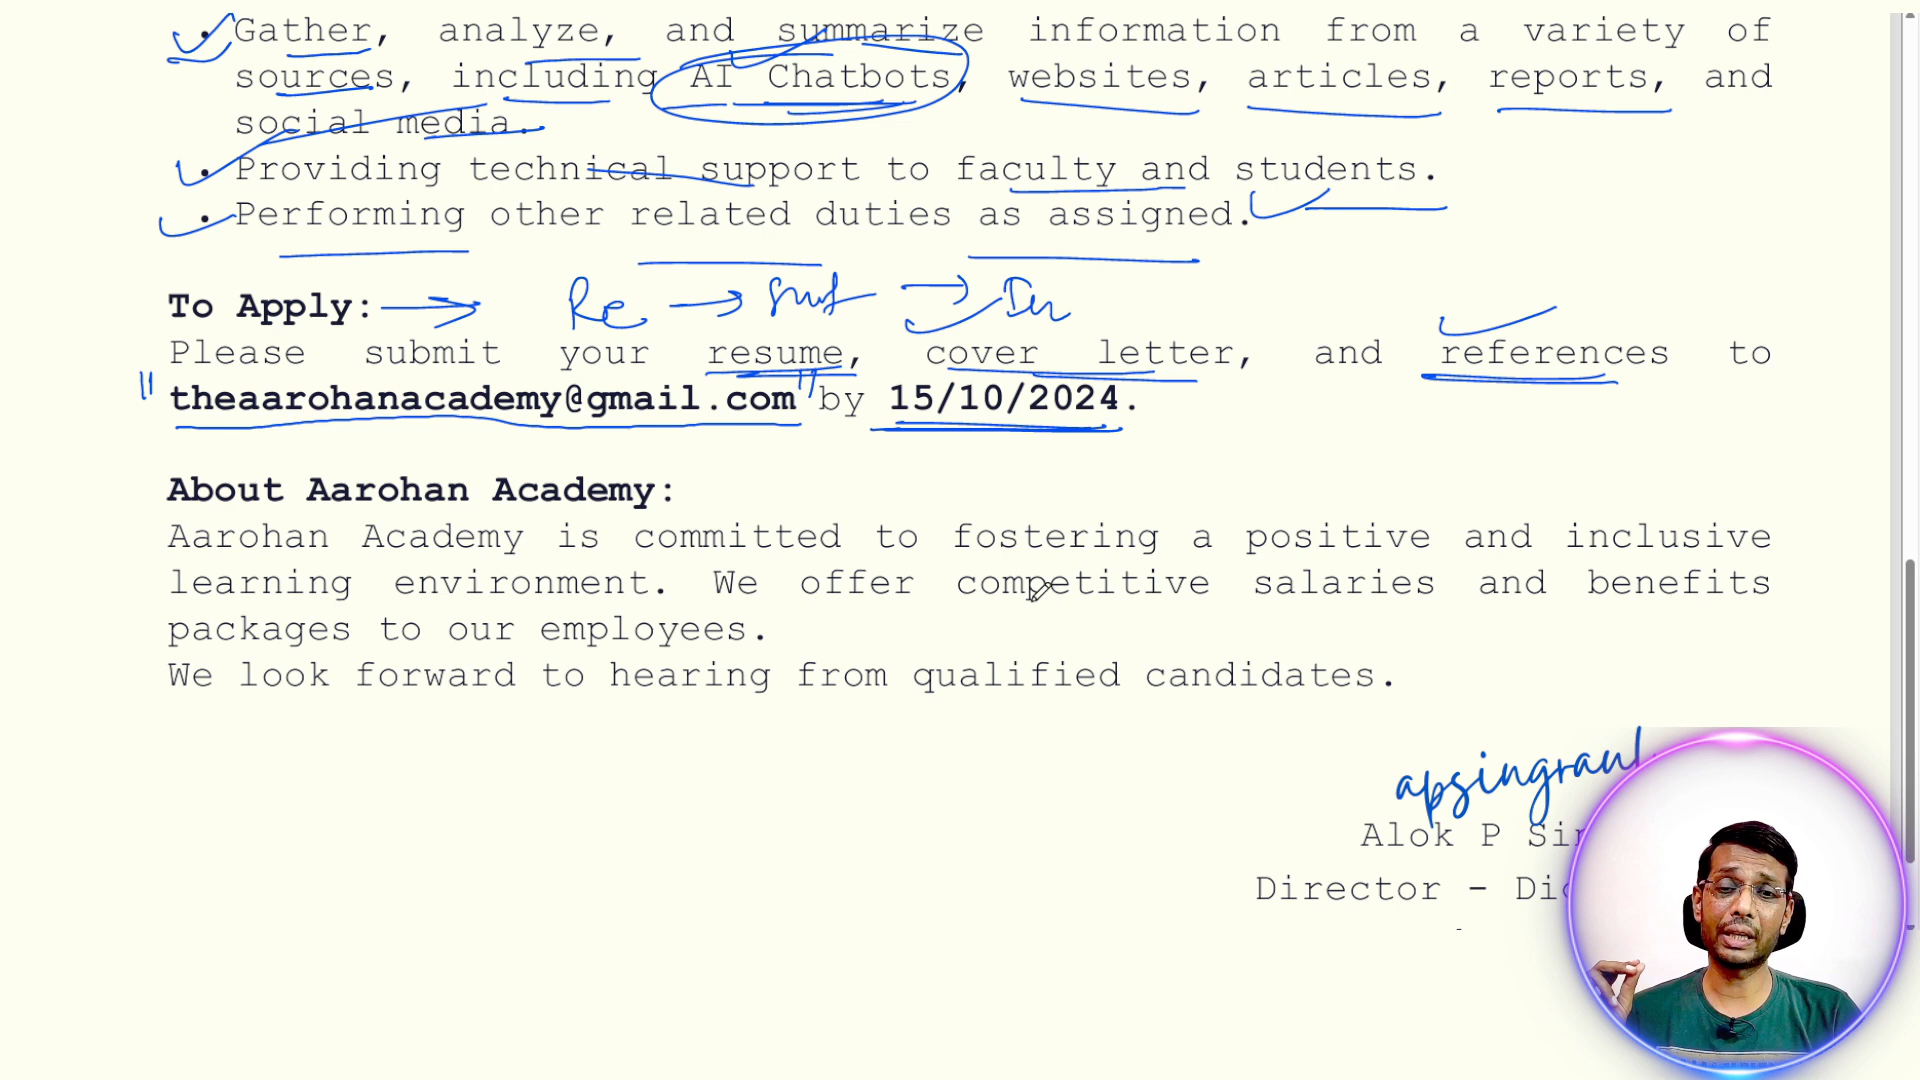 • Gather, analyze, and summarize information from a variety of
sources, including AI Chatbots, websites, articles, reports, and
social media.
• Providing technical support to faculty and students.
• Performing other related duties as assigned.
To Apply: → Re → → In
Please submit your resume, cover letter, and references to
"theaarohanacademy@gmail.com" by 15/10/2024.
About Aarohan Academy:
Aarohan Academy is committed to fostering a positive and inclusive
learning environment. We offer competitive salaries and benefits
packages to our employees.
We look forward to hearing from qualified candidates.
apsingraul
Alok P
Director -